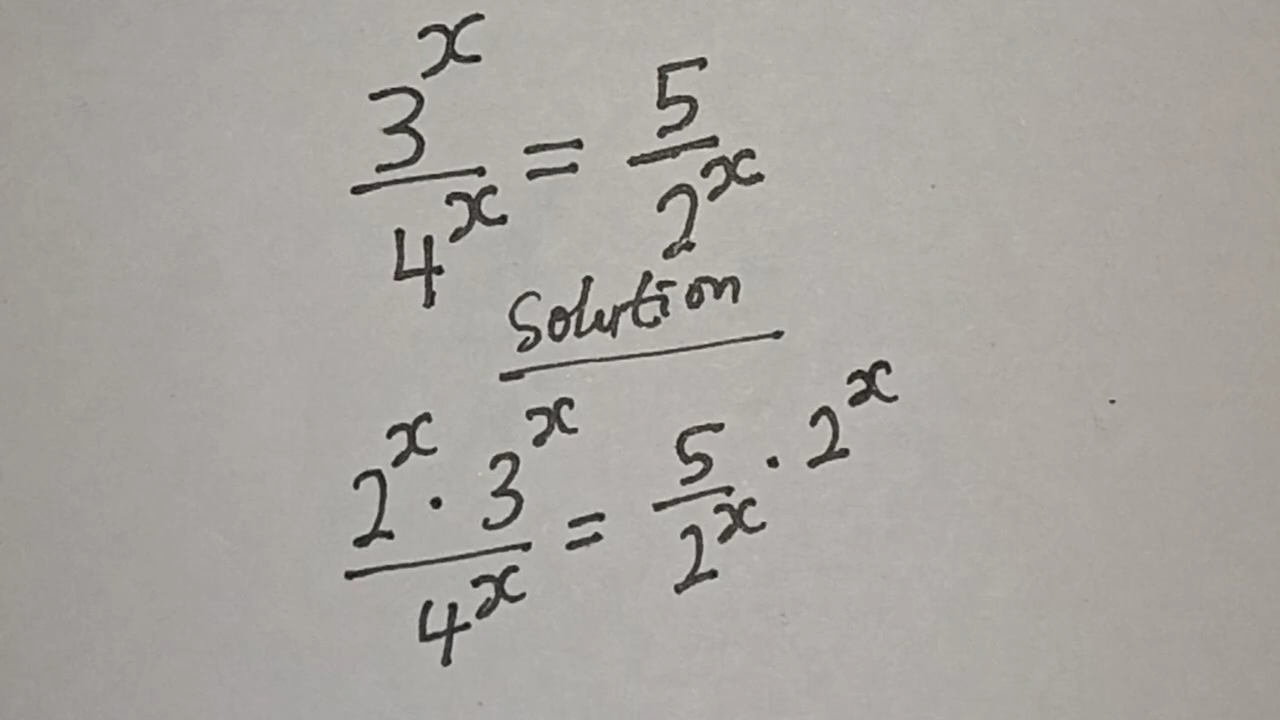 3^x/4^x = 5/2^x
Solution
2^x · 3^x/4^x = 5/2^x · 2^x